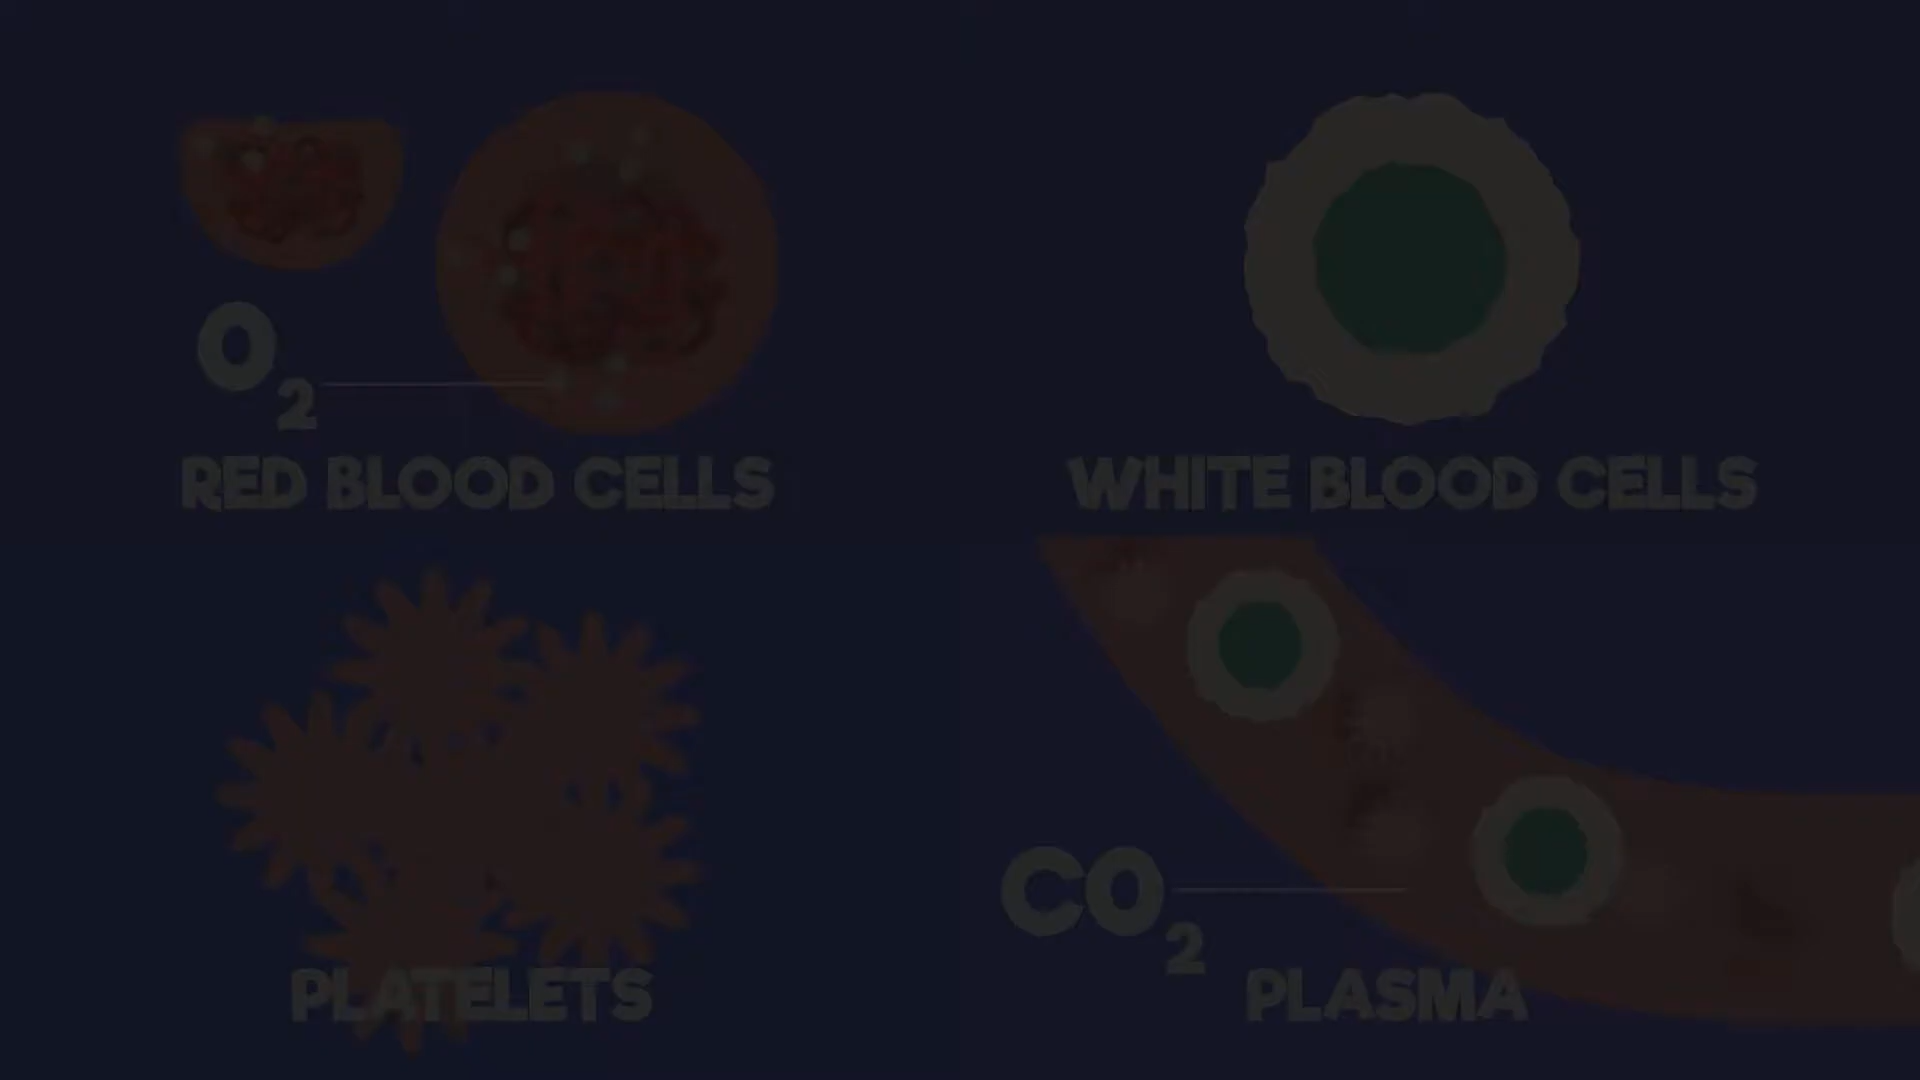 O2
RED BLOOD CELLS
WHITE BLOOD CELLS
PLATELETS
CO2
PLASMA